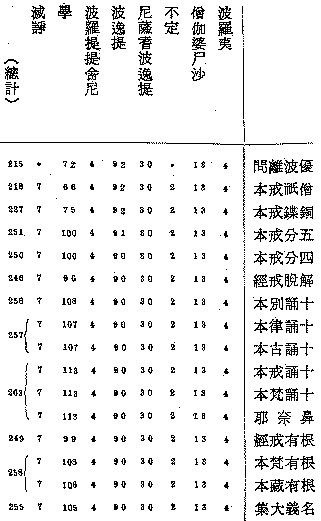 波羅夷
僧伽婆尸沙
不定
尼薩耆波逸提
波逸提
波羅提提舍尼
學
滅諍
（總計）
優波離問 4 13 * 30 92 4 72 * 215
僧祇戒本 4 13 2 30 92 4 66 7 218
銅鍱戒本 4 13 2 30 92 4 75 7 227
五分戒本 4 13 2 30 91 4 100 7 251
四分戒本 4 13 2 30 90 4 100 7 250
解脫戒經 4 13 2 30 90 4 96 7 246
十誦別本 4 13 2 30 90 4 108 7 258
十誦律本 4 13 2 30 90 4 107 7 257
十誦古本 4 13 2 30 90 4 107 7
十誦戒本 4 13 2 30 90 4 113 7 263
十誦梵本 4 13 2 30 90 4 113 7
鼻奈耶 4 13 2 30 90 4 113 7
根有戒經 4 13 2 30 90 4 99 7 249
根有梵本 4 13 2 30 90 4 108 7 258
根有藏本 4 13 2 30 90 4 108 7
名義大集 4 13 2 30 90 4 105 7 255